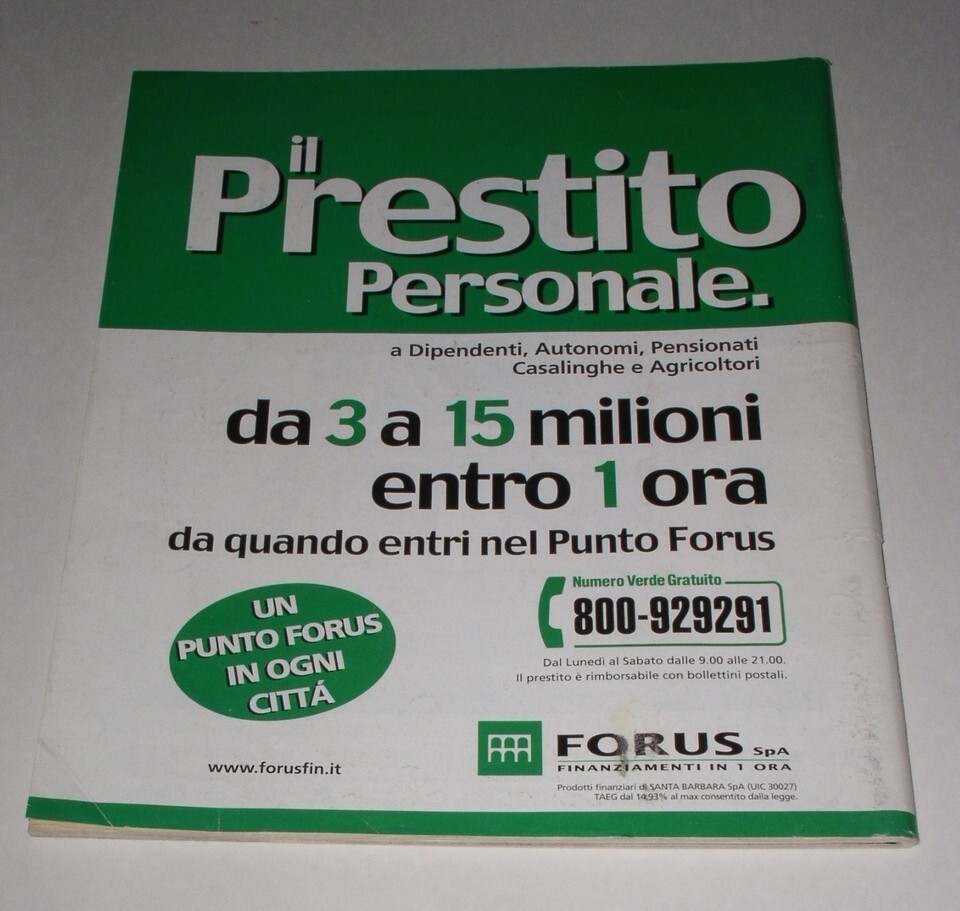 il
Prestito
Personale.
a Dipendenti, Autonomi, Pensionati
Casalinghe e Agricoltori
da 3 a 15 milioni
entro 1 ora
da quando entri nel Punto Forus
UN
PUNTO FORUS
IN OGNI
CITTÁ
Numero Verde Gratuito
800-929291
Dal Lunedì al Sabato dalle 9.00 alle 21.00.
Il prestito è rimborsabile con bollettini postali.
www.forusfin.it
FORUS SpA
FINANZIAMENTI IN 1 ORA
Prodotti finanziari di SANTA BARBARA SpA (UIC 30027)
TAEG dal 14,93% al max consentito dalla legge.